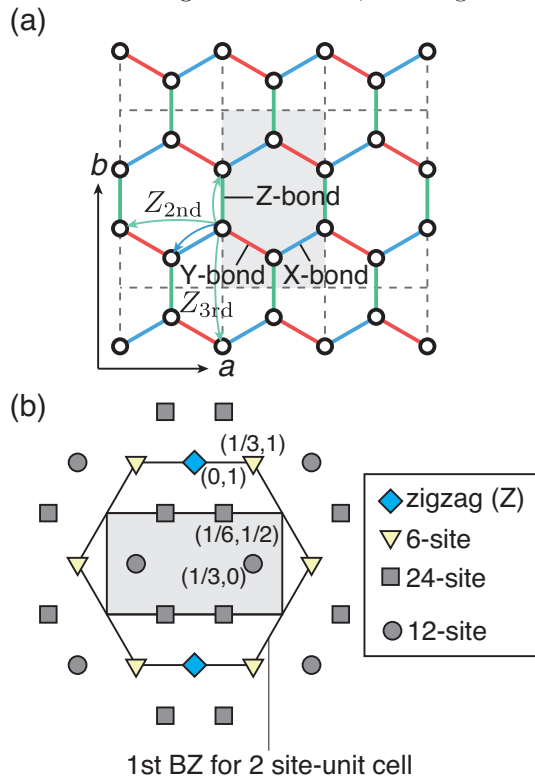 (a)
b
Z2nd
Z-bond
Y-bond
X-bond
Z3rd
a
(b)
(1/3,1)
(0,1)
(1/6,1/2)
(1/3,0)
zigzag (Z)
6-site
24-site
12-site
1st BZ for 2 site-unit cell